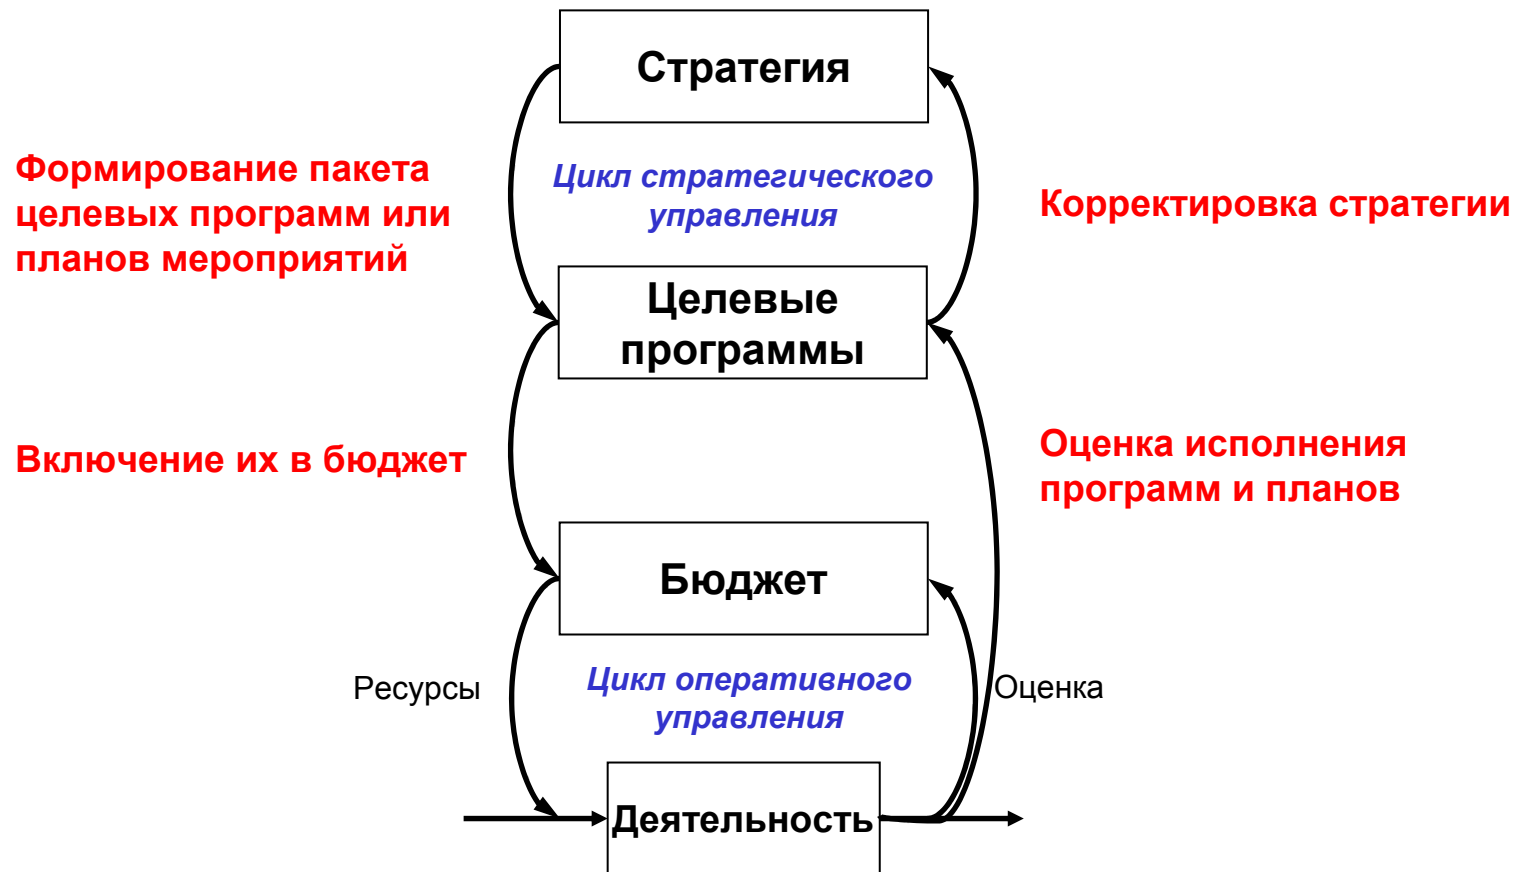 Стратегия
Формирование пакета
целевых программ или
планов мероприятий
Цикл стратегического
управления
Корректировка стратегии
Целевые
программы
Включение их в бюджет
Оценка исполнения
программ и планов
Бюджет
Ресурсы
Цикл оперативного
управления
Оценка
Деятельность